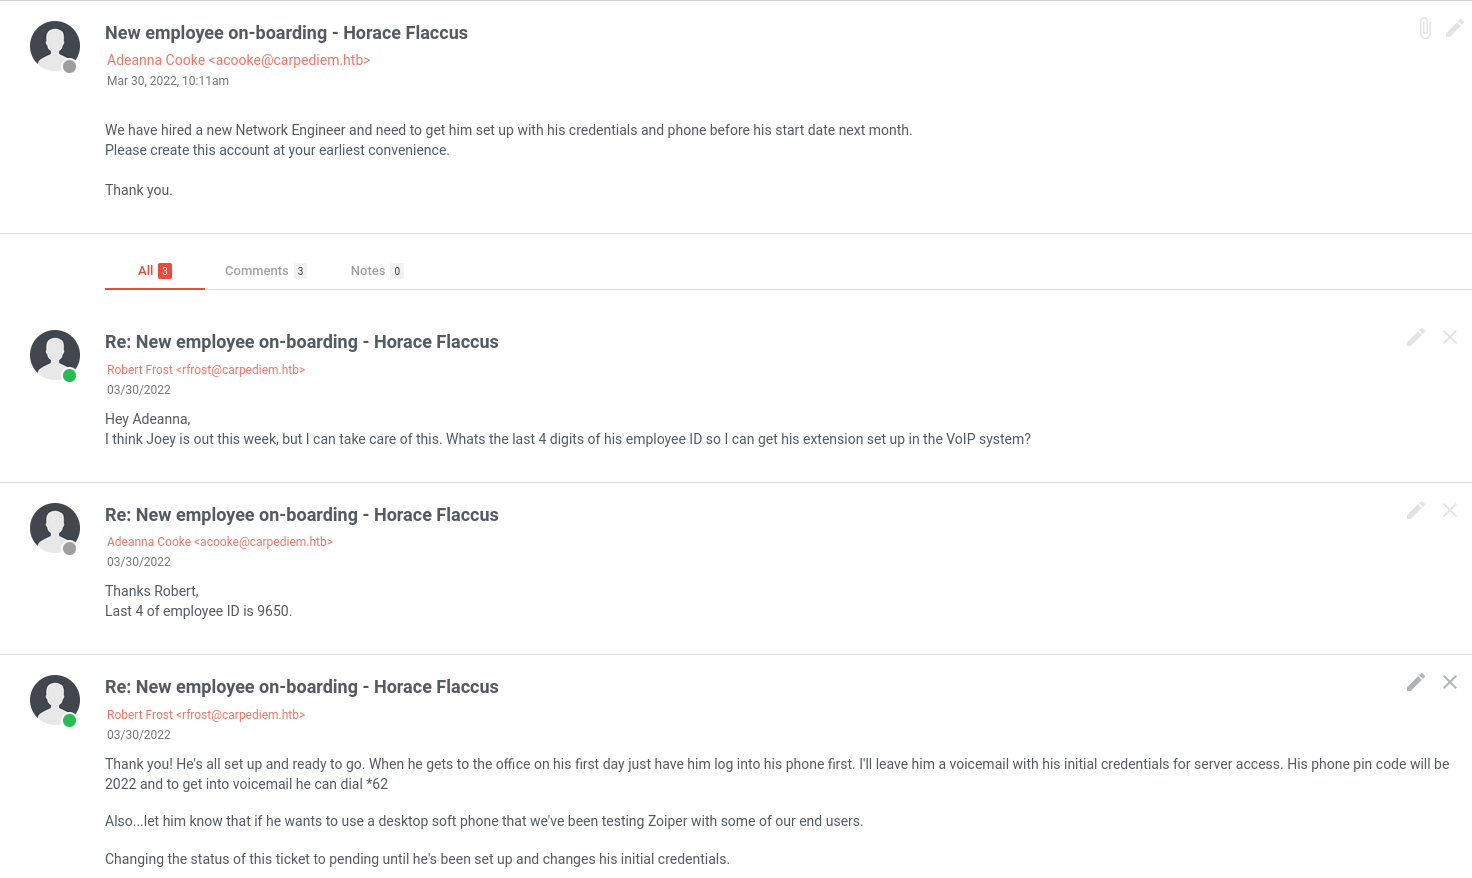 New employee on-boarding - Horace Flaccus
Adeanna Cooke <acooke@carpediem.htb>
Mar 30, 2022, 10:11am
We have hired a new Network Engineer and need to get him set up with his credentials and phone before his start date next month.
Please create this account at your earliest convenience.
Thank you.
All 3 Comments 3 Notes 0
Re: New employee on-boarding - Horace Flaccus
Robert Frost <rfrost@carpediem.htb>
03/30/2022
Hey Adeanna,
I think Joey is out this week, but I can take care of this. Whats the last 4 digits of his employee ID so I can get his extension set up in the VoIP system?
Re: New employee on-boarding - Horace Flaccus
Adeanna Cooke <acooke@carpediem.htb>
03/30/2022
Thanks Robert,
Last 4 of employee ID is 9650.
Re: New employee on-boarding - Horace Flaccus
Robert Frost <rfrost@carpediem.htb>
03/30/2022
Thank you! He's all set up and ready to go. When he gets to the office on his first day just have him log into his phone first. I'll leave him a voicemail with his initial credentials for server access. His phone pin code will be
2022 and to get into voicemail he can dial *62
Also...let him know that if he wants to use a desktop soft phone that we've been testing Zoiper with some of our end users.
Changing the status of this ticket to pending until he's been set up and changes his initial credentials.